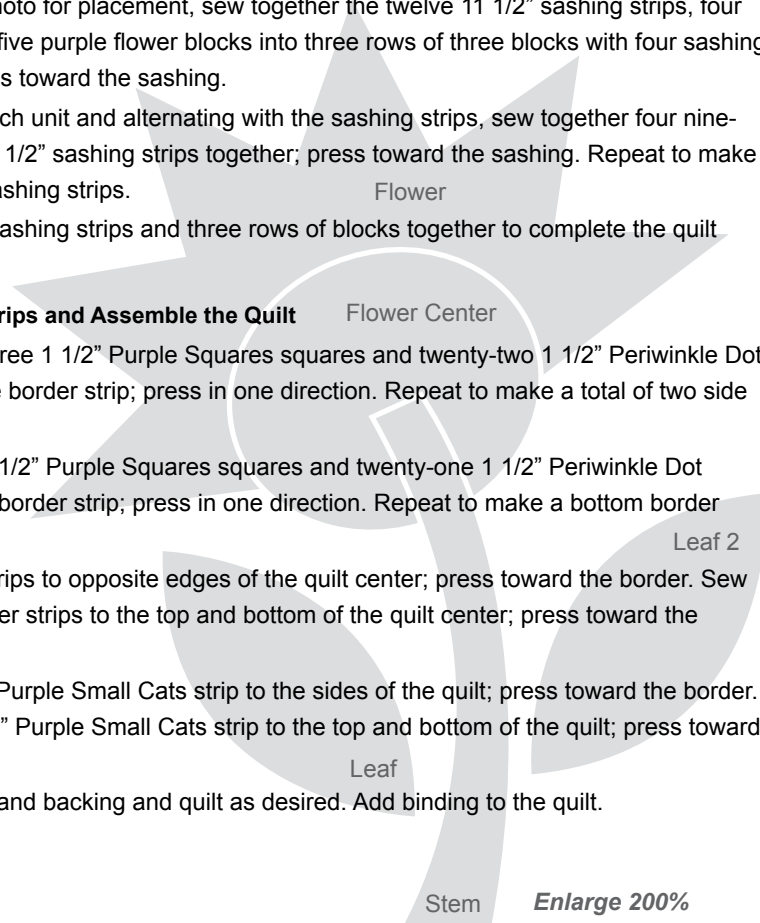 oto for placement, sew together the twelve 11 1/2” sashing strips, four
five purple flower blocks into three rows of three blocks with four sashing
s toward the sashing.
ch unit and alternating with the sashing strips, sew together four nine-
1/2” sashing strips together; press toward the sashing. Repeat to make
ashing strips.
Flower
ashing strips and three rows of blocks together to complete the quilt
rips and Assemble the Quilt
Flower Center
ree 1 1/2” Purple Squares squares and twenty-two 1 1/2” Periwinkle Dot
e border strip; press in one direction. Repeat to make a total of two side
1/2” Purple Squares squares and twenty-one 1 1/2” Periwinkle Dot
border strip; press in one direction. Repeat to make a bottom border
Leaf 2
rips to opposite edges of the quilt center; press toward the border. Sew
er strips to the top and bottom of the quilt center; press toward the
Purple Small Cats strip to the sides of the quilt; press toward the border.
” Purple Small Cats strip to the top and bottom of the quilt; press toward
Leaf
and backing and quilt as desired. Add binding to the quilt.
Stem
Enlarge 200%